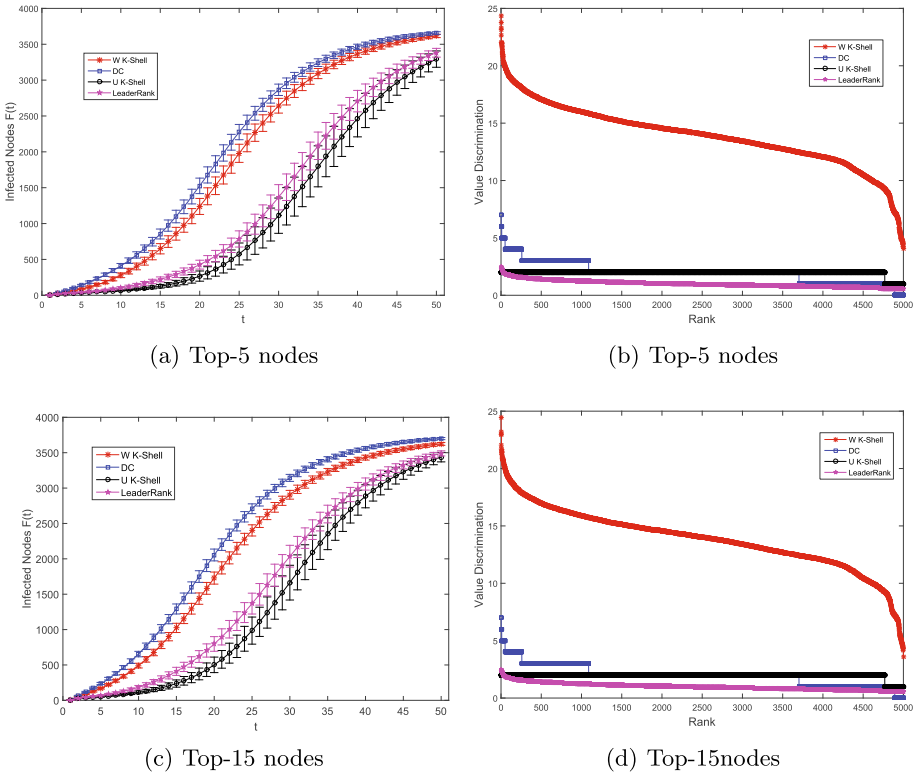 4000
3500
3000
2500
2000
1500
1000
500
0
Infected Nodes F(t)
W K-Shell
DC
U K-Shell
LeaderRank
0 5 10 15 20 25 30 35 40 45 50
t
(a) Top-5 nodes
25
20
15
10
5
0
Value Discrimination
W K-Shell
DC
U K-Shell
LeaderRank
0 500 1000 1500 2000 2500 3000 3500 4000 4500 5000
Rank
(b) Top-5 nodes
4000
3500
3000
2500
2000
1500
1000
500
0
Infected Nodes F(t)
W K-Shell
DC
U K-Shell
LeaderRank
0 5 10 15 20 25 30 35 40 45 50
t
(c) Top-15 nodes
25
20
15
10
5
0
Value Discrimination
W K-Shell
DC
U K-Shell
LeaderRank
0 500 1000 1500 2000 2500 3000 3500 4000 4500 5000
Rank
(d) Top-15nodes